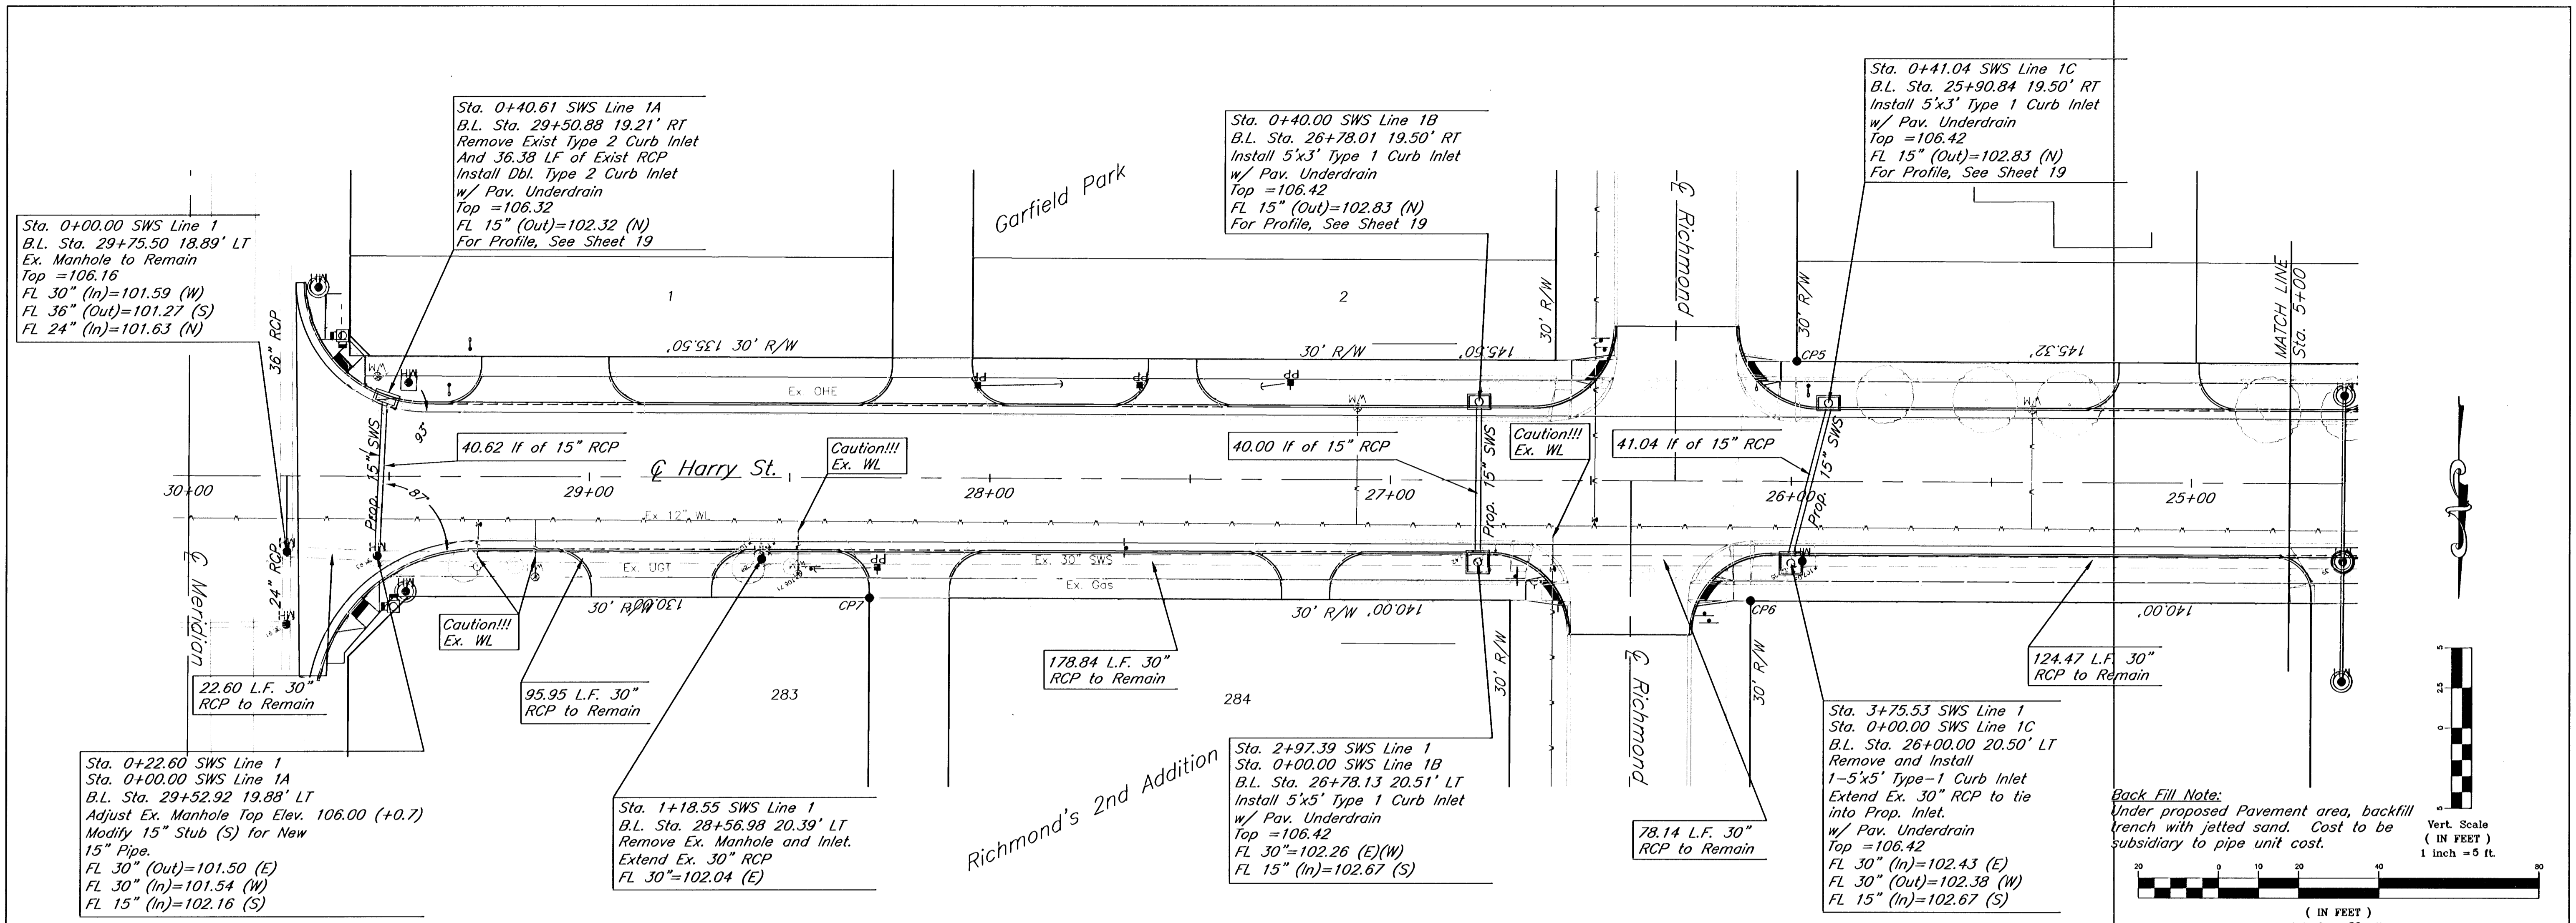 Sta. 0+41.04 SWS Line 1C
B.L. Sta. 25+90.84 19.50' RT
Install 5'x3' Type 1 Curb Inlet
w/ Pav. Underdrain
Top =106.42
FL 15" (Out)=102.83 (N)
For Profile, See Sheet 19
Sta. 0+40.61 SWS Line 1A
B.L. Sta. 29+50.88 19.21' RT
Remove Exist Type 2 Curb Inlet
And 36.38 LF of Exist RCP
Install Dbl. Type 2 Curb Inlet
w/ Pav. Underdrain
Top =106.32
FL 15" (Out)=102.32 (N)
For Profile, See Sheet 19
Sta. 0+40.00 SWS Line 1B
B.L. Sta. 26+78.01 19.50' RT
Install 5'x3' Type 1 Curb Inlet
w/ Pav. Underdrain
Top =106.42
FL 15" (Out)=102.83 (N)
For Profile, See Sheet 19
Sta. 0+00.00 SWS Line 1
B.L. Sta. 29+75.50 18.89' LT
Ex. Manhole to Remain
Top =106.16
FL 30" (In)=101.59 (W)
FL 36" (Out)=101.27 (S)
FL 24" (In)=101.63 (N)
Garfield Park
℄ Richmond
MATCH LINE
Sta. 5+00
1
2
30' R/W
30' R/W
MH
36" RCP
135.50'
30' R/W
30' R/W
145.50'
CP5
145.32'
WM
MH
PP
PP
PP
Ex. OHE
WM
WM
93°
Prop. 15" SWS
40.62 lf of 15" RCP
Caution!!!
Ex. WL
40.00 lf of 15" RCP
Prop. 15" SWS
Caution!!!
Ex. WL
41.04 lf of 15" RCP
Prop. 15" SWS
℄ Harry St.
30+00
29+00
28+00
27+00
26+00
25+00
87°
Ex 12" WL
MH
24" RCP
MH
℄ Meridian
Ex. UGT
PP
Ex. 30" SWS
Ex. Gas
MH
30' R/W
130.00'
CP7
30' R/W
140.00'
CP6
140.00'
Caution!!!
Ex. WL
30' R/W
℄ Richmond
30' R/W
22.60 L.F. 30"
RCP to Remain
95.95 L.F. 30"
RCP to Remain
283
178.84 L.F. 30"
RCP to Remain
284
124.47 L.F. 30"
RCP to Remain
Sta. 0+22.60 SWS Line 1
Sta. 0+00.00 SWS Line 1A
B.L. Sta. 29+52.92 19.88' LT
Adjust Ex. Manhole Top Elev. 106.00 (+0.7)
Modify 15" Stub (S) for New
15" Pipe.
FL 30" (Out)=101.50 (E)
FL 30" (In)=101.54 (W)
FL 15" (In)=102.16 (S)
Sta. 1+18.55 SWS Line 1
B.L. Sta. 28+56.98 20.39' LT
Remove Ex. Manhole and Inlet.
Extend Ex. 30" RCP
FL 30"=102.04 (E)
Richmond's 2nd Addition
Sta. 2+97.39 SWS Line 1
Sta. 0+00.00 SWS Line 1B
B.L. Sta. 26+78.13 20.51' LT
Install 5'x5' Type 1 Curb Inlet
w/ Pav. Underdrain
Top =106.42
FL 30"=102.26 (E)(W)
FL 15" (In)=102.67 (S)
78.14 L.F. 30"
RCP to Remain
Sta. 3+75.53 SWS Line 1
Sta. 0+00.00 SWS Line 1C
B.L. Sta. 26+00.00 20.50' LT
Remove and Install
1-5'x5' Type-1 Curb Inlet
Extend Ex. 30" RCP to tie
into Prop. Inlet.
w/ Pav. Underdrain
Top =106.42
FL 30" (In)=102.43 (E)
FL 30" (Out)=102.38 (W)
FL 15" (In)=102.67 (S)
Back Fill Note:
Under proposed Pavement area, backfill
trench with jetted sand. Cost to be
subsidiary to pipe unit cost.
5
2.5
0
5
Vert. Scale
( IN FEET )
1 inch = 5 ft.
20 0 20 40 80
( IN FEET )